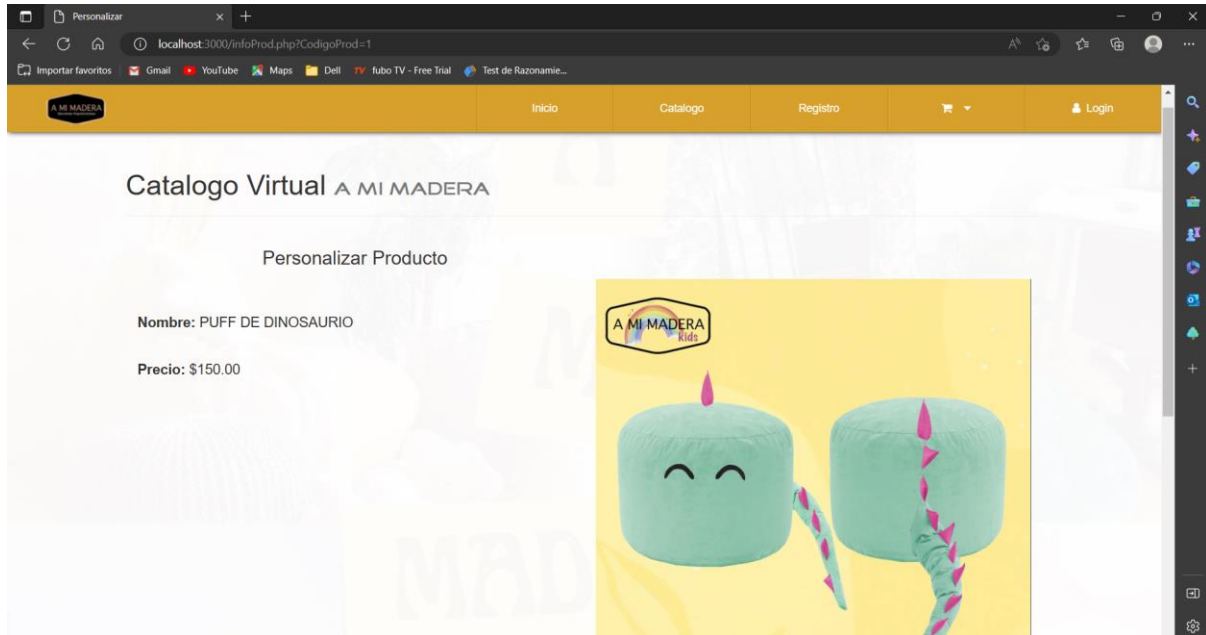 Personalizar
localhost:3000/infoProd.php?CodigoProd=1
Importar favoritos Gmail YouTube Maps Dell TV fubo TV - Free Trial Test de Razonamie...
A MI MADERA Inicio Catalogo Registro Login
Catalogo Virtual A MI MADERA
Personalizar Producto
Nombre: PUFF DE DINOSAURIO
Precio: $150.00
A MI MADERA
Kids
MAD